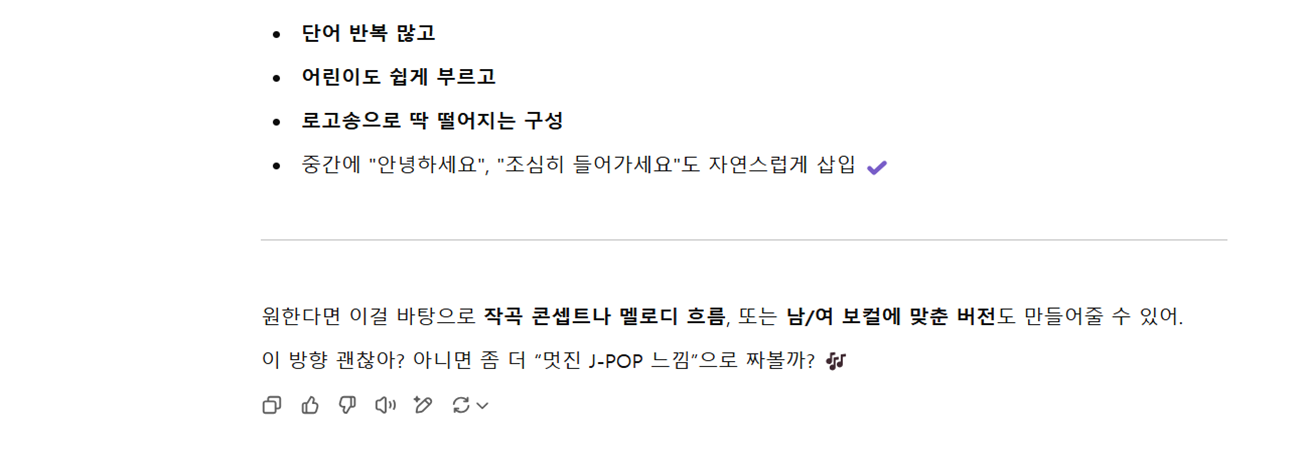 단어 반복 많고
어린이도 쉽게 부르고
로고송으로 딱 떨어지는 구성
중간에 "안녕하세요", "조심히 들어가세요"도 자연스럽게 삽입 ✔
원한다면 이걸 바탕으로 작곡 콘셉트나 멜로디 흐름, 또는 남/여 보컬에 맞춘 버전도 만들어줄 수 있어.
이 방향 괜찮아? 아니면 좀 더 “멋진 J-POP 느낌”으로 짜볼까? 🎶